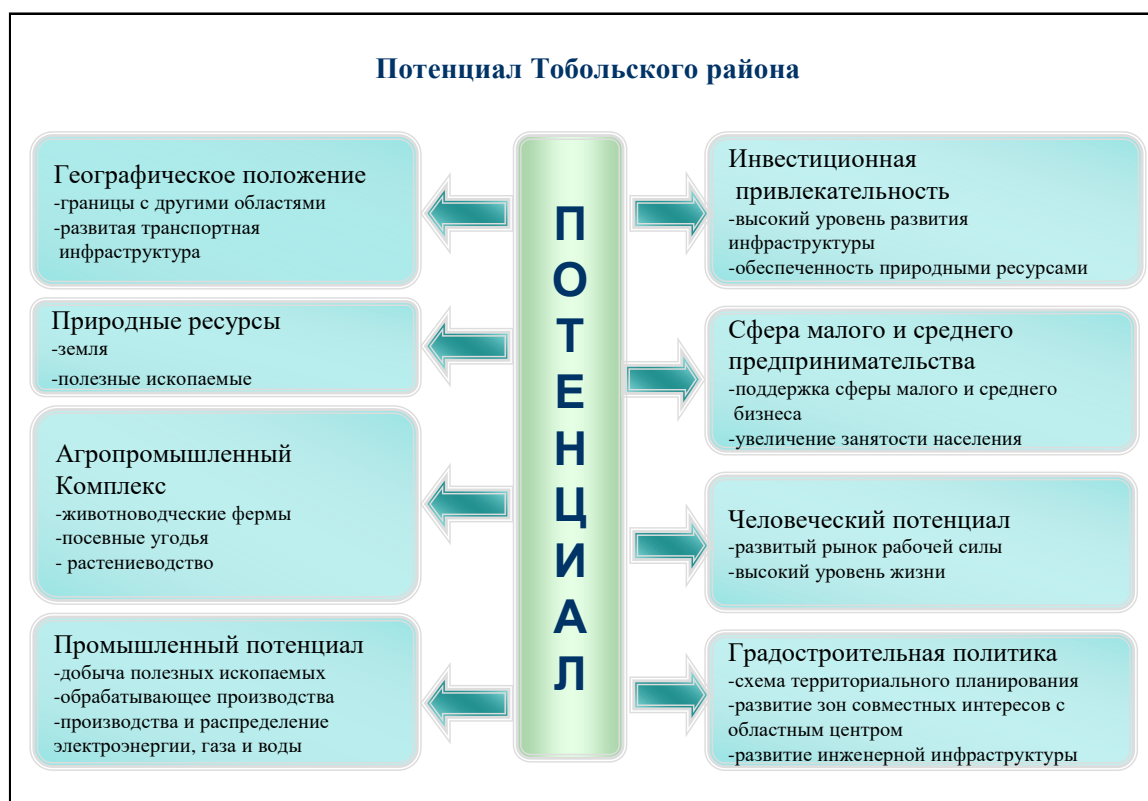 Потенциал Тобольского района
Географическое положение
-границы с другими областями
-развитая транспортная
инфраструктура
Природные ресурсы
-земля
-полезные ископаемые
Агропромышленный
Комплекс
-животноводческие фермы
-посевные угодья
- растениеводство
Промышленный потенциал
-добыча полезных ископаемых
-обрабатывающее производства
-производства и распределение
электроэнергии, газа и воды
П
О
Т
Е
Н
Ц
И
А
Л
Инвестиционная
привлекательность
-высокий уровень развития
инфраструктуры
-обеспеченность природными ресурсами
Сфера малого и среднего
предпринимательства
-поддержка сферы малого и среднего
бизнеса
-увеличение занятости населения
Человеческий потенциал
-развитый рынок рабочей силы
-высокий уровень жизни
Градостроительная политика
-схема территориального планирования
-развитие зон совместных интересов с
областным центром
-развитие инженерной инфраструктуры